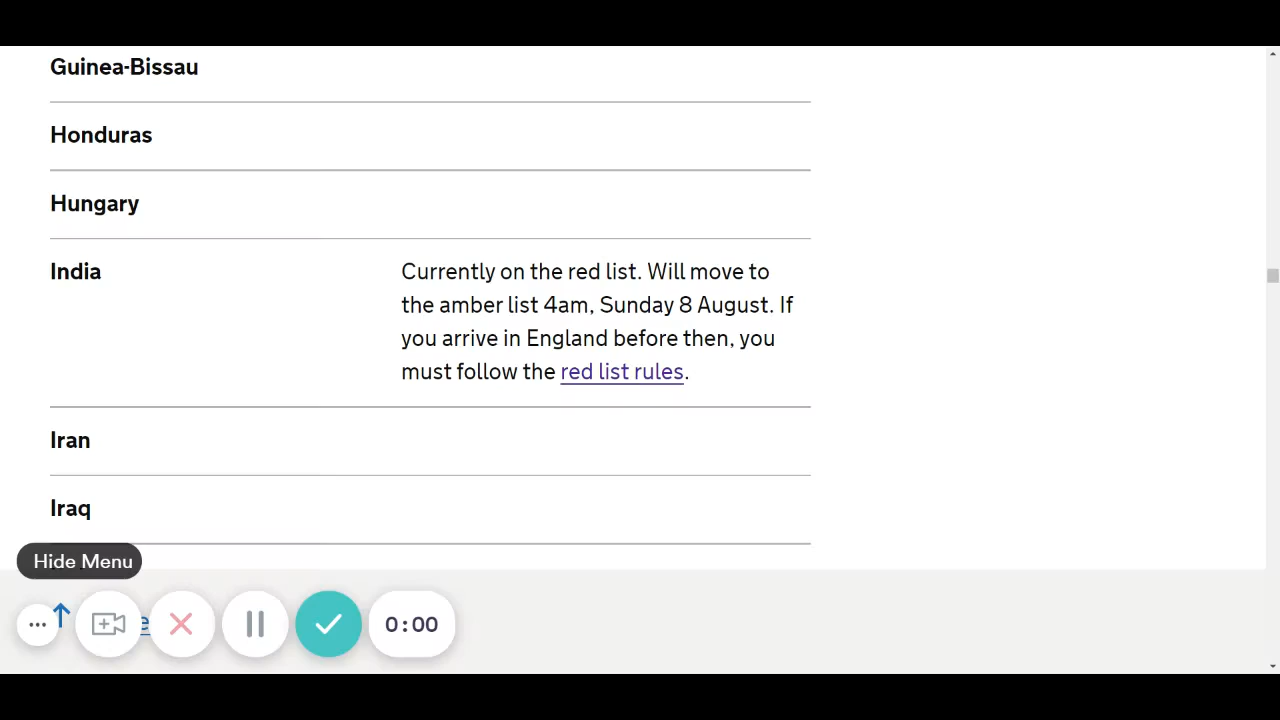 Guinea-Bissau
Honduras
Hungary
India
Currently on the red list. Will move to
the amber list 4am, Sunday 8 August. If
you arrive in England before then, you
must follow the red list rules.
Iran
Iraq
Hide Menu
0:00